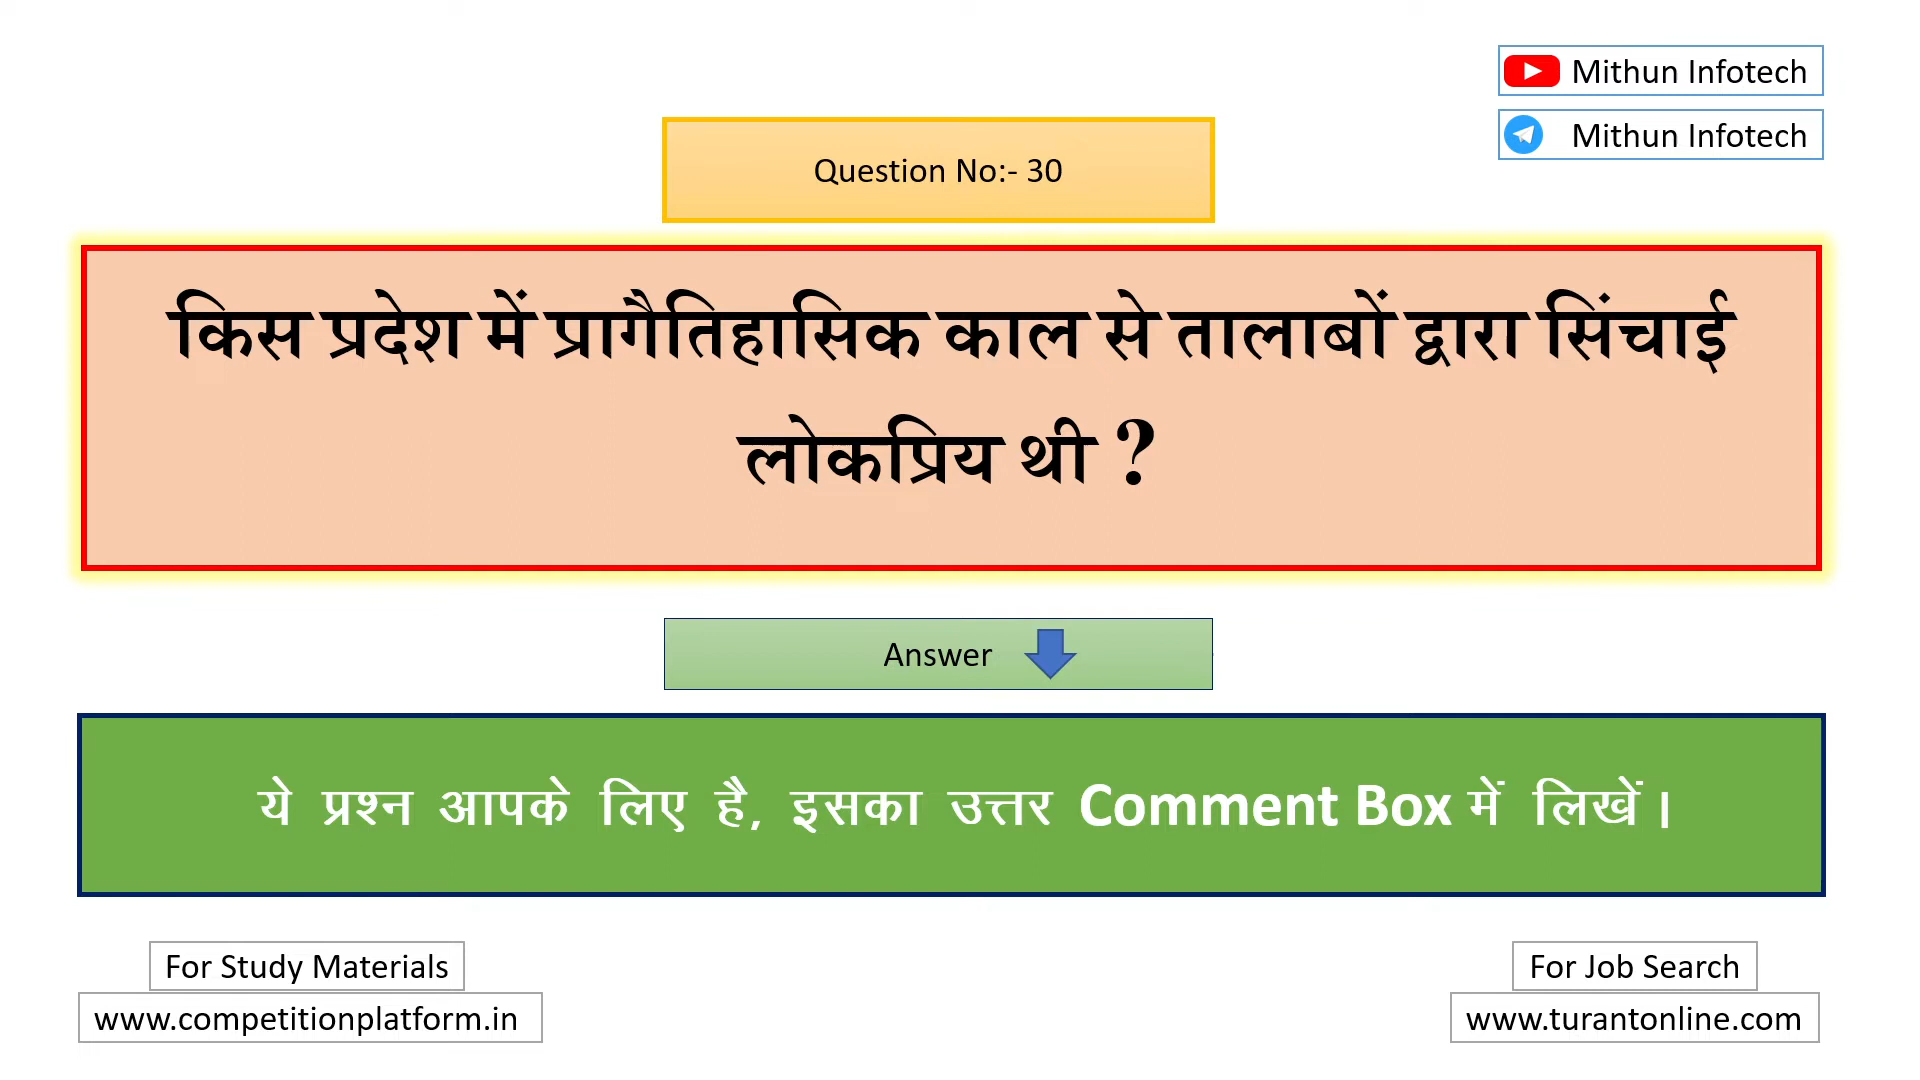 Mithun Infotech
Mithun Infotech
Question No:- 30
किस प्रदेश में प्रागैतिहासिक काल से तालाबों द्वारा सिंचाई
लोकप्रिय थी ?
Answer
ये प्रश्न आपके लिए है, इसका उत्तर Comment Box में लिखें।
For Study Materials
www.competitionplatform.in
For Job Search
www.turantonline.com